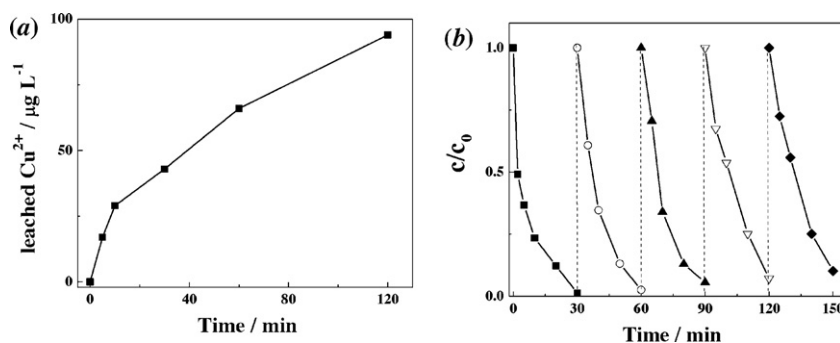 (a)
leached Cu²⁺ / μg L⁻¹
100
50
0
0 40 80 120
Time / min
(b)
c/c₀
1.0
0.5
0.0
0 30 60 90 120 150
Time / min